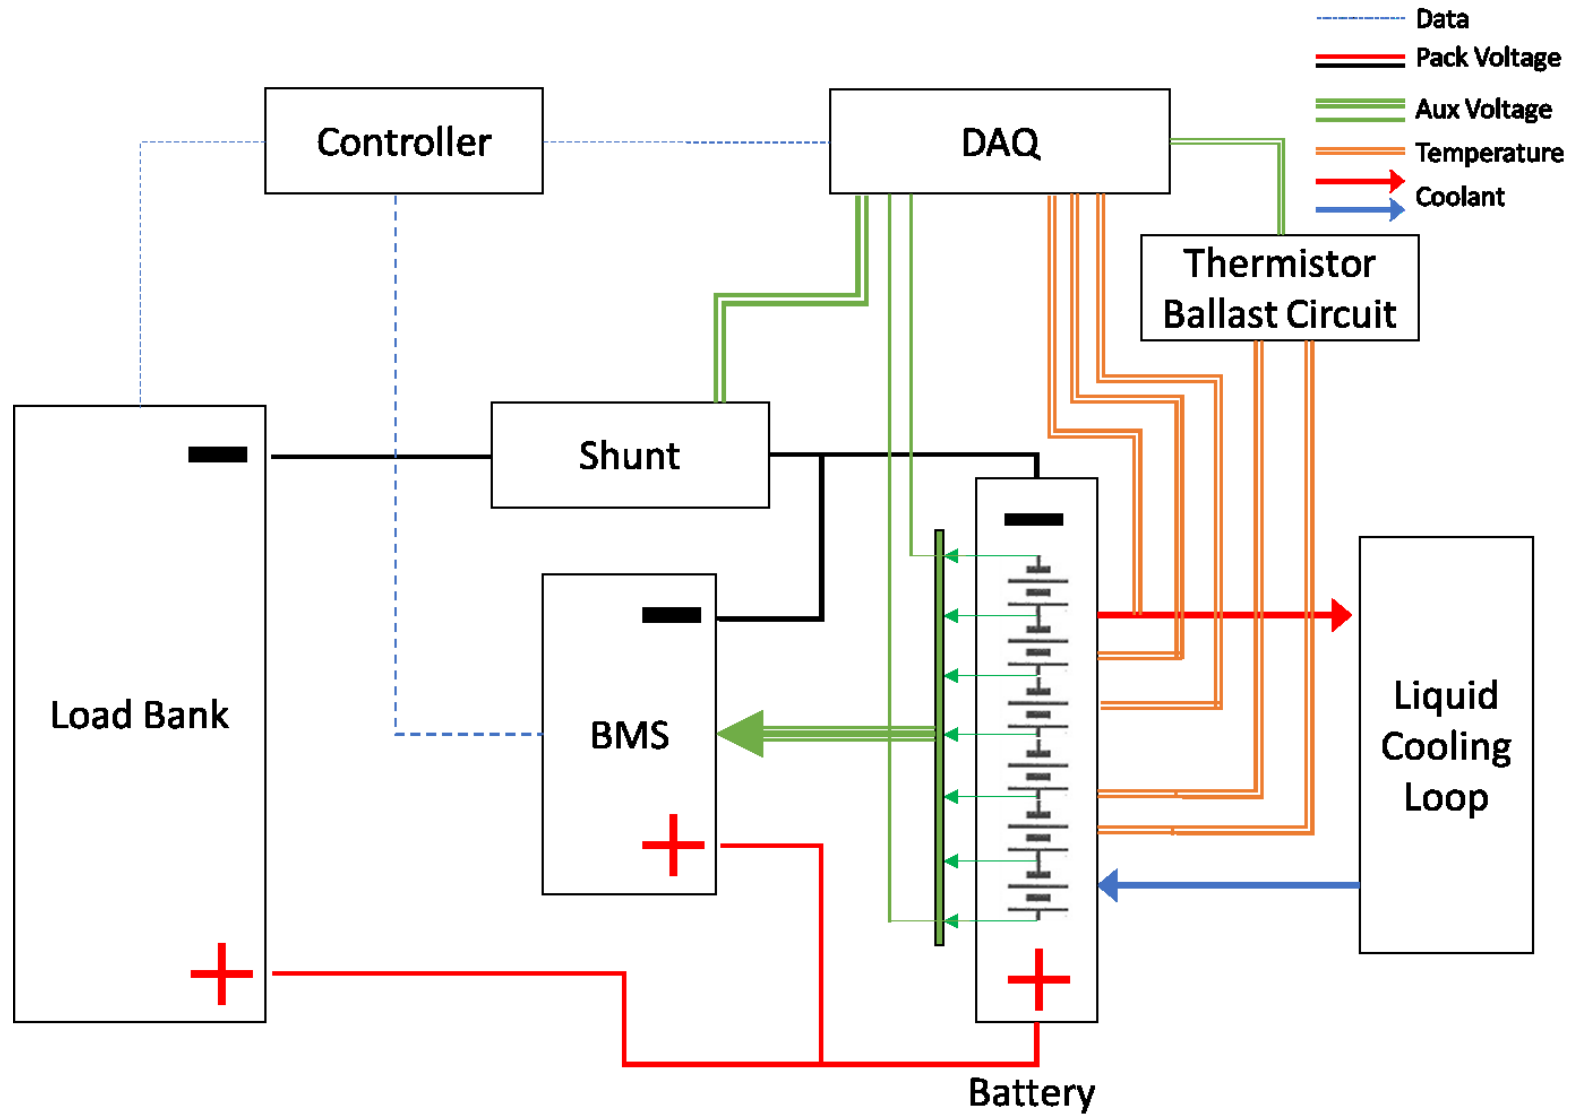 Data
Pack Voltage
Aux Voltage
Temperature
Coolant
Controller
DAQ
Thermistor
Ballast Circuit
Shunt
Load Bank
BMS
Liquid
Cooling
Loop
Battery